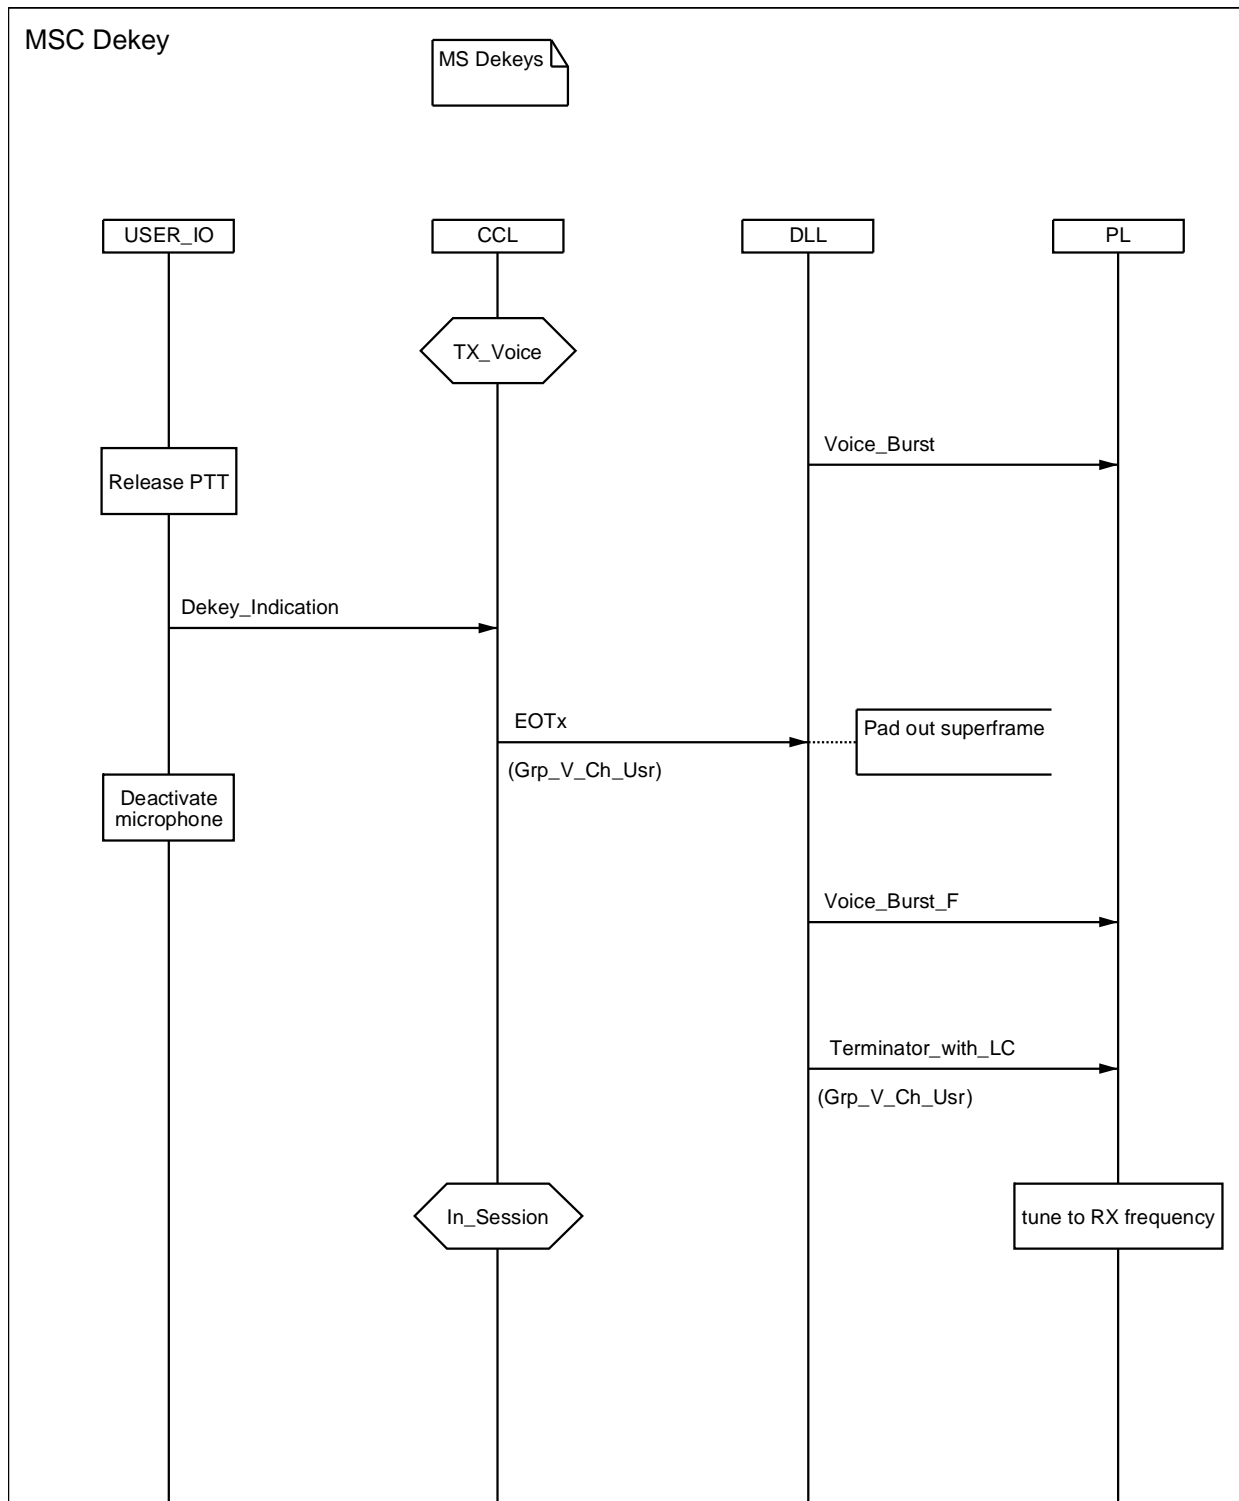 MSC Dekey
MS Dekeys
USER_IO
CCL
DLL
PL
TX_Voice
Voice_Burst
Release PTT
Dekey_Indication
EOTx
Pad out superframe
(Grp_V_Ch_Usr)
Deactivate
microphone
Voice_Burst_F
Terminator_with_LC
(Grp_V_Ch_Usr)
In_Session
tune to RX frequency